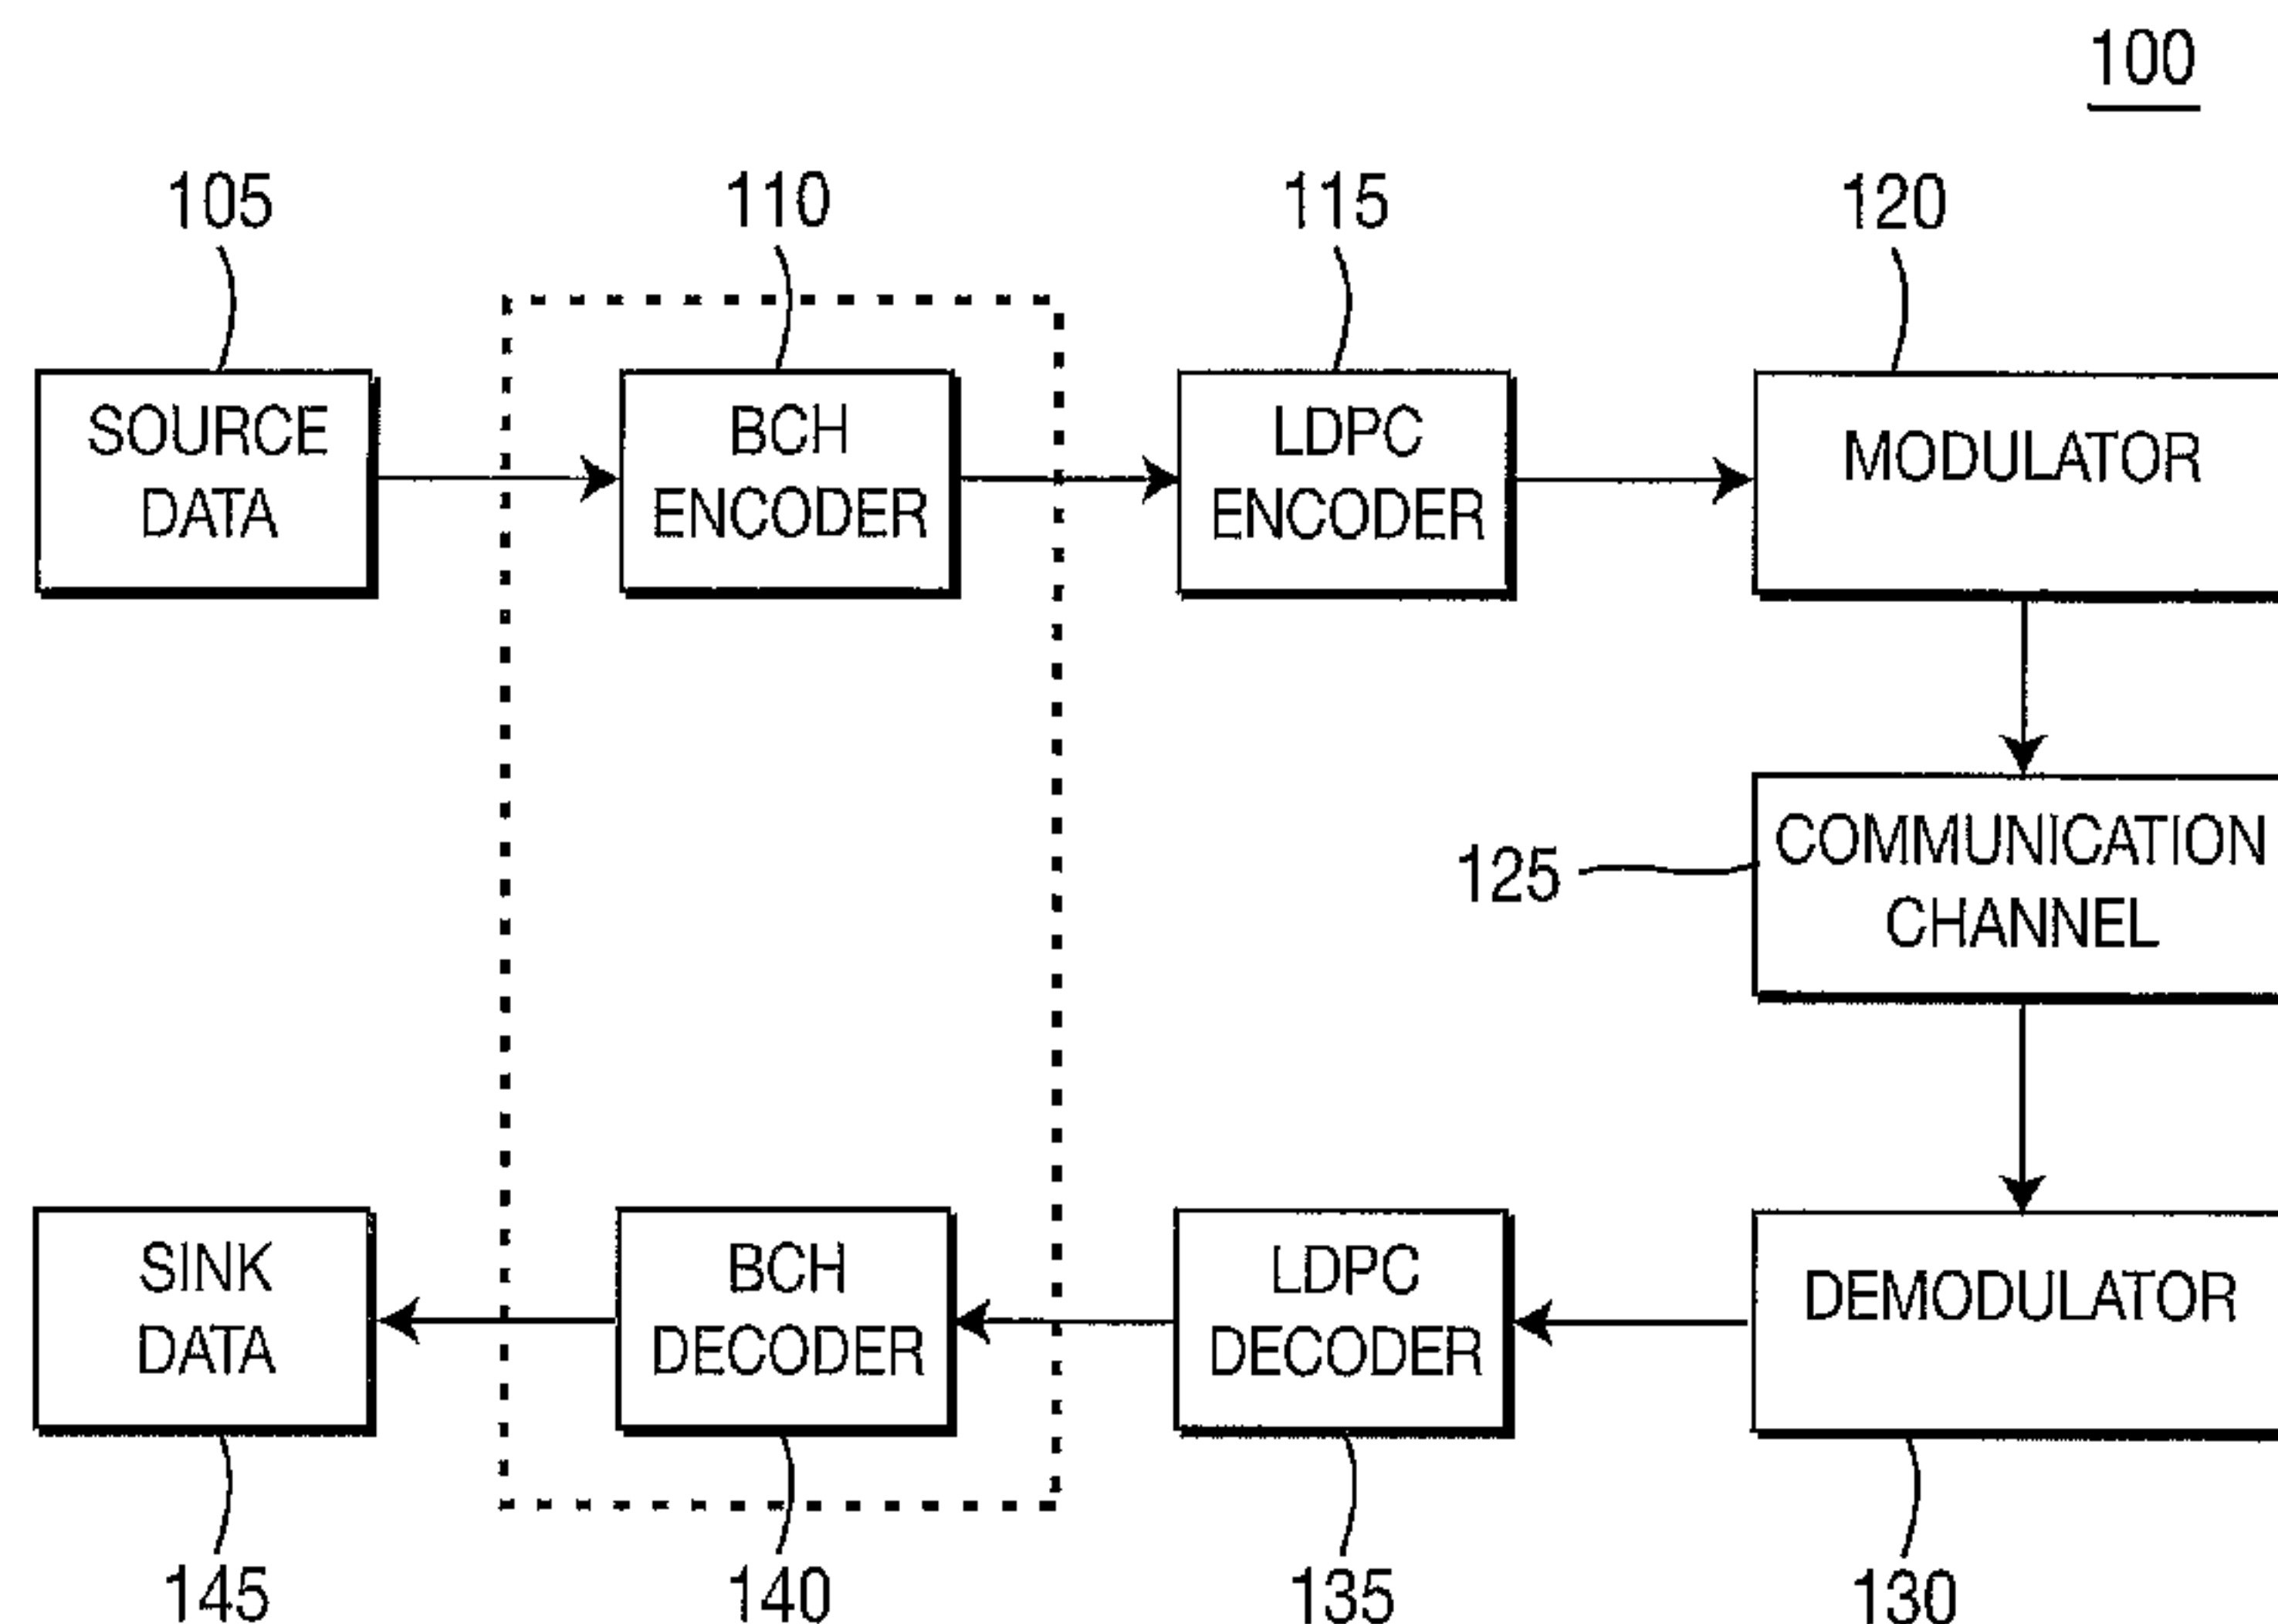 100
105
110
115
120
SOURCE
DATA
BCH
ENCODER
LDPC
ENCODER
MODULATOR
125
COMMUNICATION
CHANNEL
SINK
DATA
BCH
DECODER
LDPC
DECODER
DEMODULATOR
145
140
135
130